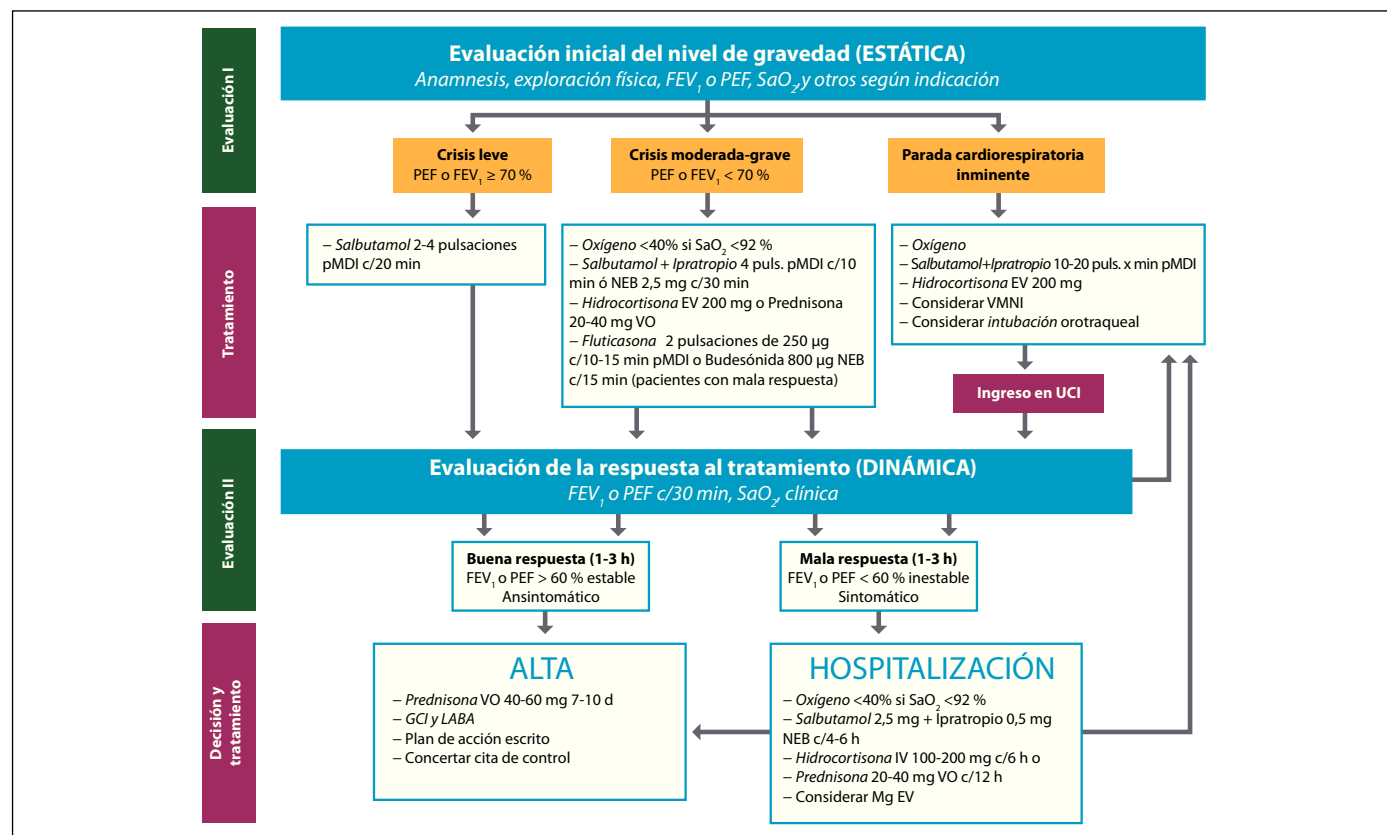 Evaluación I
Evaluación inicial del nivel de gravedad (ESTÁTICA)
Anamnesis, exploración física, FEV1 o PEF, SaO2, y otros según indicación
Crisis leve
PEF o FEV1 ≥ 70 %
Crisis moderada-grave
PEF o FEV1 < 70 %
Parada cardiorespiratoria
inminente
Tratamiento
– Salbutamol 2-4 pulsaciones
pMDI c/20 min
– Oxígeno <40% si SaO2 <92 %
– Salbutamol + Ipratropio 4 puls. pMDI c/10
min ó NEB 2,5 mg c/30 min
– Hidrocortisona EV 200 mg o Prednisona
20-40 mg VO
– Fluticasona 2 pulsaciones de 250 µg
c/10-15 min pMDI o Budesónida 800 µg NEB
c/15 min (pacientes con mala respuesta)
– Oxígeno
– Salbutamol+Ipratropio 10-20 puls. x min pMDI
– Hidrocortisona EV 200 mg
– Considerar VMNI
– Considerar intubación orotraqueal
Ingreso en UCI
Evaluación II
Evaluación de la respuesta al tratamiento (DINÁMICA)
FEV1 o PEF c/30 min, SaO2, clínica
Buena respuesta (1-3 h)
FEV1 o PEF > 60 % estable
Ansintomático
Mala respuesta (1-3 h)
FEV1 o PEF < 60 % inestable
Sintomático
Decisión y
tratamiento
ALTA
– Prednisona VO 40-60 mg 7-10 d
– GCI y LABA
– Plan de acción escrito
– Concertar cita de control
HOSPITALIZACIÓN
– Oxígeno <40% si SaO2 <92 %
– Salbutamol 2,5 mg + Ipratropio 0,5 mg
NEB c/4-6 h
– Hidrocortisona IV 100-200 mg c/6 h o
– Prednisona 20-40 mg VO c/12 h
– Considerar Mg EV